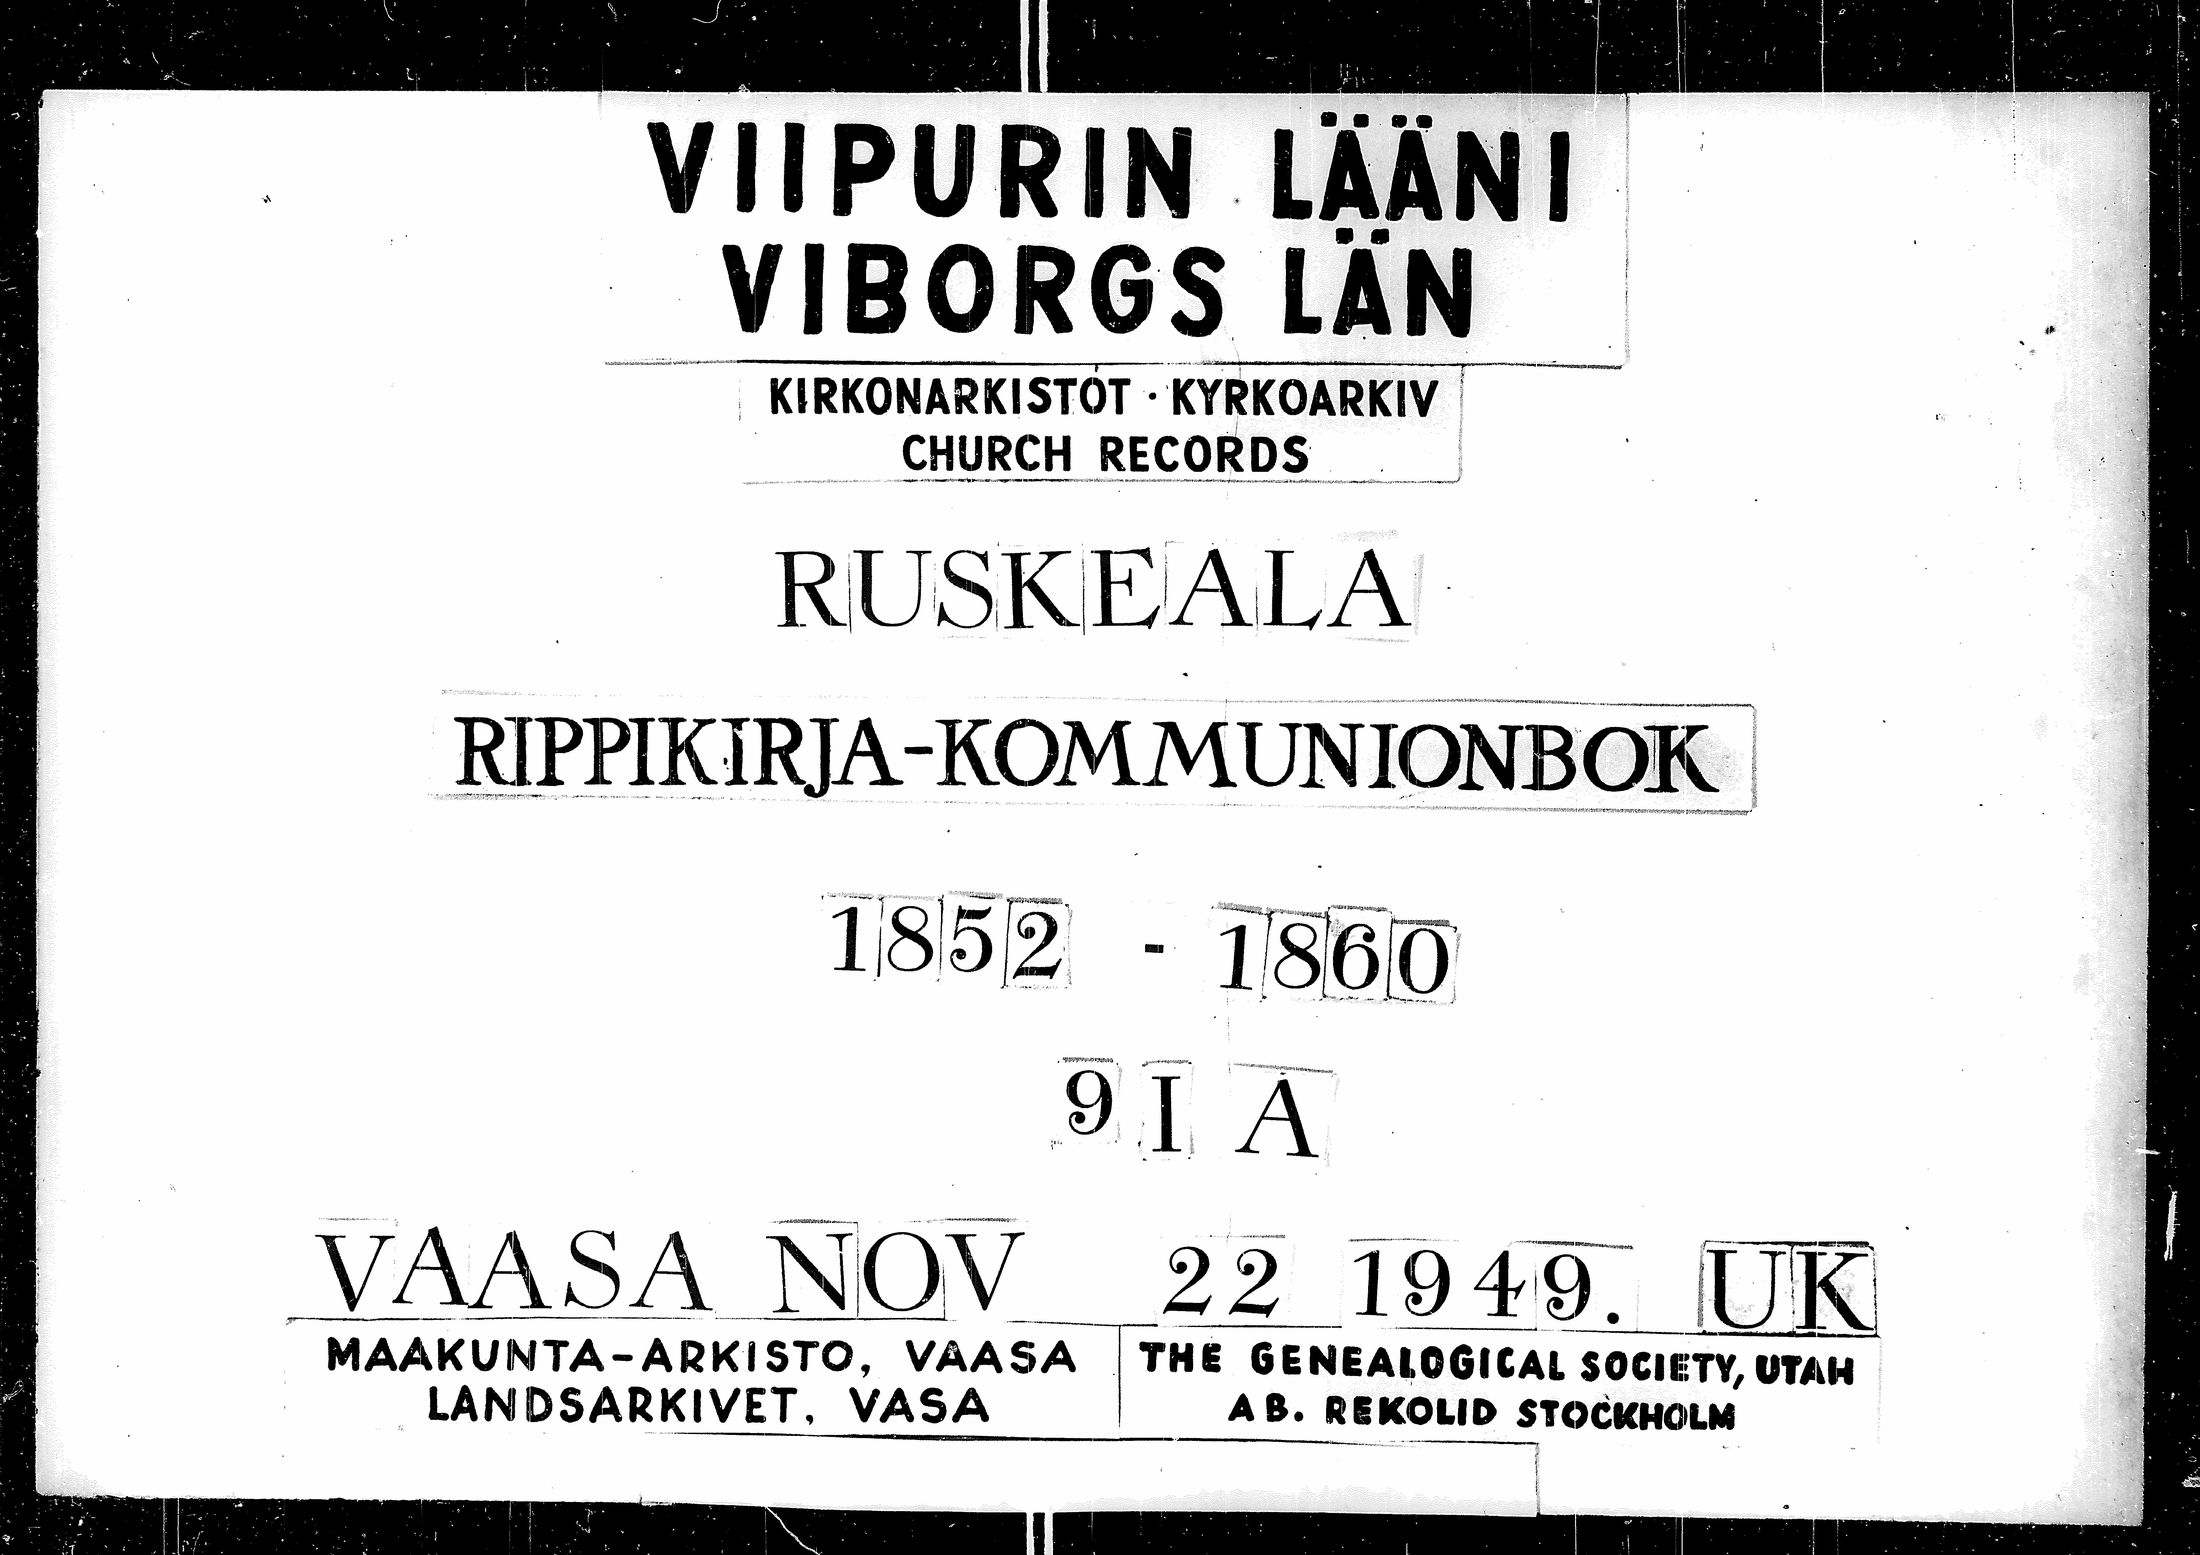 VIIPURIN LÄÄNI
VIBORGS LÄN
KIRKONARKISTOT · KYRKOARKIV
CHURCH RECORDS
RUSKEALA
RIPPIKIRJA-KOMMUNIONBOK
1852 - 1860
9 I A
VAASA NOV 22 1949. UK
MAAKUNTA-ARKISTO, VAASA
LANDSARKIVET, VASA
THE GENEALOGICAL SOCIETY, UTAH
AB. REKOLID STOCKHOLM